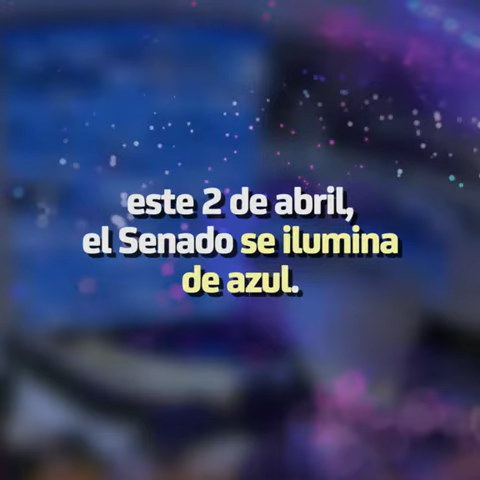 este 2 de abril,
el Senado se ilumina
de azul.